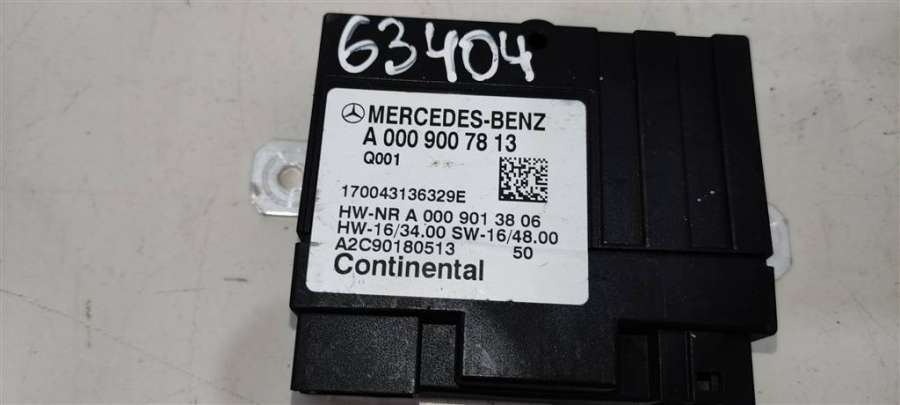 63404
MERCEDES-BENZ
A 000 900 78 13
Q001
170043136329E
HW-NR A 000 901 38 06
HW-16/34.00 SW-16/48.00
A2C90180513 50
Continental